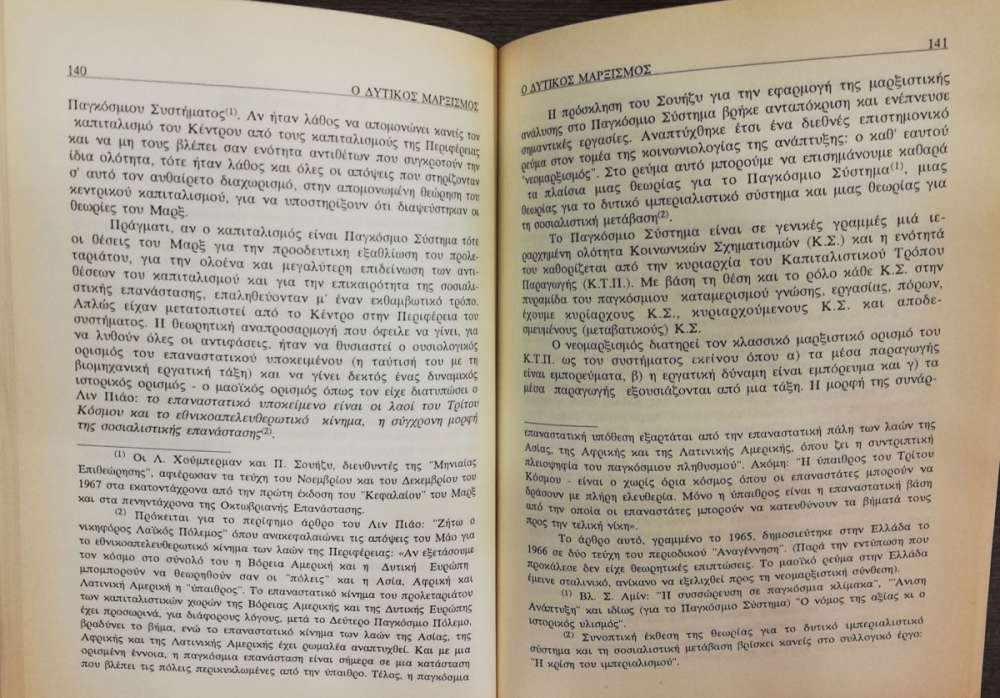 140
Ο ΔΥΤΙΚΟΣ ΜΑΡΞΙΣΜΟΣ
Παγκόσμιου Συστήματος(1). Αν ήταν λάθος να απομονώνει κανείς τον
καπιταλισμό του Κέντρου από τους καπιταλισμούς της Περιφέρειας
και να μη τους βλέπει σαν ενότητα αντιθέτων που συγκροτούν την
ίδια ολότητα, τότε ήταν λάθος και όλες οι απόψεις που στηρίζονταν
σ' αυτό τον αυθαίρετο διαχωρισμό, στην απομονωμένη θεώρηση του
κεντρικού καπιταλισμού, για να υποστηρίξουν ότι διαψεύστηκαν οι
θεωρίες του Μαρξ.
Πράγματι, αν ο καπιταλισμός είναι Παγκόσμιο Σύστημα τότε
οι θέσεις του Μαρξ για την προοδευτική εξαθλίωση του προλε-
ταριάτου, για την ολοένα και μεγαλύτερη επιδείνωση των αντι-
θέσεων του καπιταλισμού και για την επικαιρότητα της σοσιαλι-
στικής επανάστασης, επαληθεύονταν μ' έναν εκθαμβωτικό τρόπο.
Απλώς είχαν μετατοπιστεί από το Κέντρο στην Περιφέρεια του
συστήματος. Η θεωρητική αναπροσαρμογή που όφειλε να γίνει, για
να λυθούν όλες οι αντιφάσεις, ήταν να θυσιαστεί ο ουσιολογικός
ορισμός του επαναστατικού υποκειμένου (η ταύτισή του με τη
βιομηχανική εργατική τάξη) και να γίνει δεκτός ένας δυναμικός
ιστορικός ορισμός - ο μαοϊκός ορισμός όπως τον είχε διατυπώσει ο
Λιν Πιάο: το επαναστατικό υποκείμενο είναι οι λαοί του Τρίτου
Κόσμου και το εθνικοαπελευθερωτικό κίνημα, η σύγχρονη μορφή
της σοσιαλιστικής επανάστασης(2).
(1) Οι Λ. Χούμπερμαν και Π. Σουήζυ, διευθυντές της "Μηνιαίας
Επιθεώρησης", αφιέρωσαν τα τεύχη του Νοεμβρίου και του Δεκεμβρίου του
1967 στα εκατοντάχρονα από την πρώτη έκδοση του "Κεφαλαίου" του Μαρξ
και στα πενηντάχρονα της Οκτωβριανής Επανάστασης.
(2) Πρόκειται για το περίφημο άρθρο του Λιν Πιάο: "Ζήτω ο
νικηφόρος Λαϊκός Πόλεμος" όπου ανακεφαλαιώνει τις απόψεις του Μάο για
το εθνικοαπελευθερωτικό κίνημα των λαών της Περιφέρειας: «Αν εξετάσουμε
τον κόσμο στο σύνολό του η Βόρεια Αμερική και η Δυτική Ευρώπη
μπομπορούν να θεωρηθούν σαν οι "πόλεις" και η Ασία, Αφρική και
Λατινική Αμερική η "ύπαιθρος". Το επαναστατικό κίνημα του προλεταριάτου
των καπιταλιστικών χωρών της Βόρειας Αμερικής και της Δυτικής Ευρώπης
έχει προσωρινά, για διάφορους λόγους, μετά το Δεύτερο Παγκόσμιο Πόλεμο,
βραδύνει το βήμα, ενώ το επαναστατικό κίνημα των λαών της Ασίας, της
Αφρικής και της Λατινικής Αμερικής έχει ρωμαλέα αναπτυχθεί. Και με μια
ορισμένη έννοια, η παγκόσμια επανάσταση είναι σήμερα σε μια κατάσταση
που βλέπει τις πόλεις περικυκλωμένες από την ύπαιθρο. Τέλος, η παγκόσμια
141
Ο ΔΥΤΙΚΟΣ ΜΑΡΞΙΣΜΟΣ
Η πρόσκληση του Σουήζυ για την εφαρμογή της μαρξιστικής
ανάλυσης στο Παγκόσμιο Σύστημα βρήκε ανταπόκριση και ενέπνευσε
σημαντικές εργασίες. Αναπτύχθηκε έτσι ένα διεθνές επιστημονικό
ρεύμα στον τομέα της κοινωνιολογίας της ανάπτυξης: ο καθ' εαυτού
"νεομαρξισμός". Στο ρεύμα αυτό μπορούμε να επισημάνουμε καθαρά
τα πλαίσια μιας θεωρίας για το Παγκόσμιο Σύστημα(1), μιας
θεωρίας για το δυτικό ιμπεριαλιστικό σύστημα και μιας θεωρίας για
τη σοσιαλιστική μετάβαση(2).
Το Παγκόσμιο Σύστημα είναι σε γενικές γραμμές μιά ιε-
ραρχημένη ολότητα Κοινωνικών Σχηματισμών (Κ.Σ.) και η ενότητά
του καθορίζεται από την κυριαρχία του Καπιταλιστικού Τρόπου
Παραγωγής (Κ.Τ.Π.). Με βάση τη θέση και το ρόλο κάθε Κ.Σ. στην
πυραμίδα του παγκοσμίου καταμερισμού γνώσης, εργασίας, πόρων,
έχουμε κυρίαρχους Κ.Σ., κυριαρχούμενους Κ.Σ. και αποδε-
σμευμένους (μεταβατικούς) Κ.Σ.
Ο νεομαρξισμός διατηρεί τον κλασσικό μαρξιστικό ορισμό του
Κ.Τ.Π. ως του συστήματος εκείνου όπου α) τα μέσα παραγωγής
είναι εμπορεύματα, β) η εργατική δύναμη είναι εμπόρευμα και γ) τα
μέσα παραγωγής εξουσιάζονται από μια τάξη. Η μορφή της συνάρ-
επαναστατική υπόθεση εξαρτάται από την επαναστατική πάλη των λαών της
Ασίας, της Αφρικής και της Λατινικής Αμερικής, όπου ζει η συντριπτική
πλειοψηφία του παγκόσμιου πληθυσμού". Ακόμη: "Η ύπαιθρος του Τρίτου
Κόσμου - είναι ο χωρίς όρια κόσμος όπου οι επαναστάτες μπορούν να
δράσουν με πλήρη ελευθερία. Μόνο η ύπαιθρος είναι η επαναστατική βάση
από την οποία οι επαναστάτες μπορούν να κατευθύνουν τα βήματά τους
προς την τελική νίκη».
Το άρθρο αυτό, γραμμένο το 1965, δημοσιεύτηκε στην Ελλάδα το
1966 σε δύο τεύχη του περιοδικού "Αναγέννηση". (Παρά την εντύπωση που
προκάλεσε δεν είχε θεωρητικές επιπτώσεις. Το μαοϊκό ρεύμα στην Ελλάδα
έμεινε σταλινικό, ανίκανο να εξελιχθεί προς τη νεομαρξιστική σύνθεση).
(1) Βλ. Σ. Αμίν: "Η συσσώρευση σε παγκόσμια κλίμακα", "Άνιση
Ανάπτυξη" και ιδίως (για το Παγκόσμιο Σύστημα) "Ο νόμος της αξίας κι ο
ιστορικός υλισμός".
(2) Συνοπτική έκθεση της θεωρίας για το δυτικό ιμπεριαλιστικό
σύστημα και τη σοσιαλιστική μετάβαση βρίσκει κανείς στο συλλογικό έργο:
"Η κρίση του ιμπεριαλισμού".